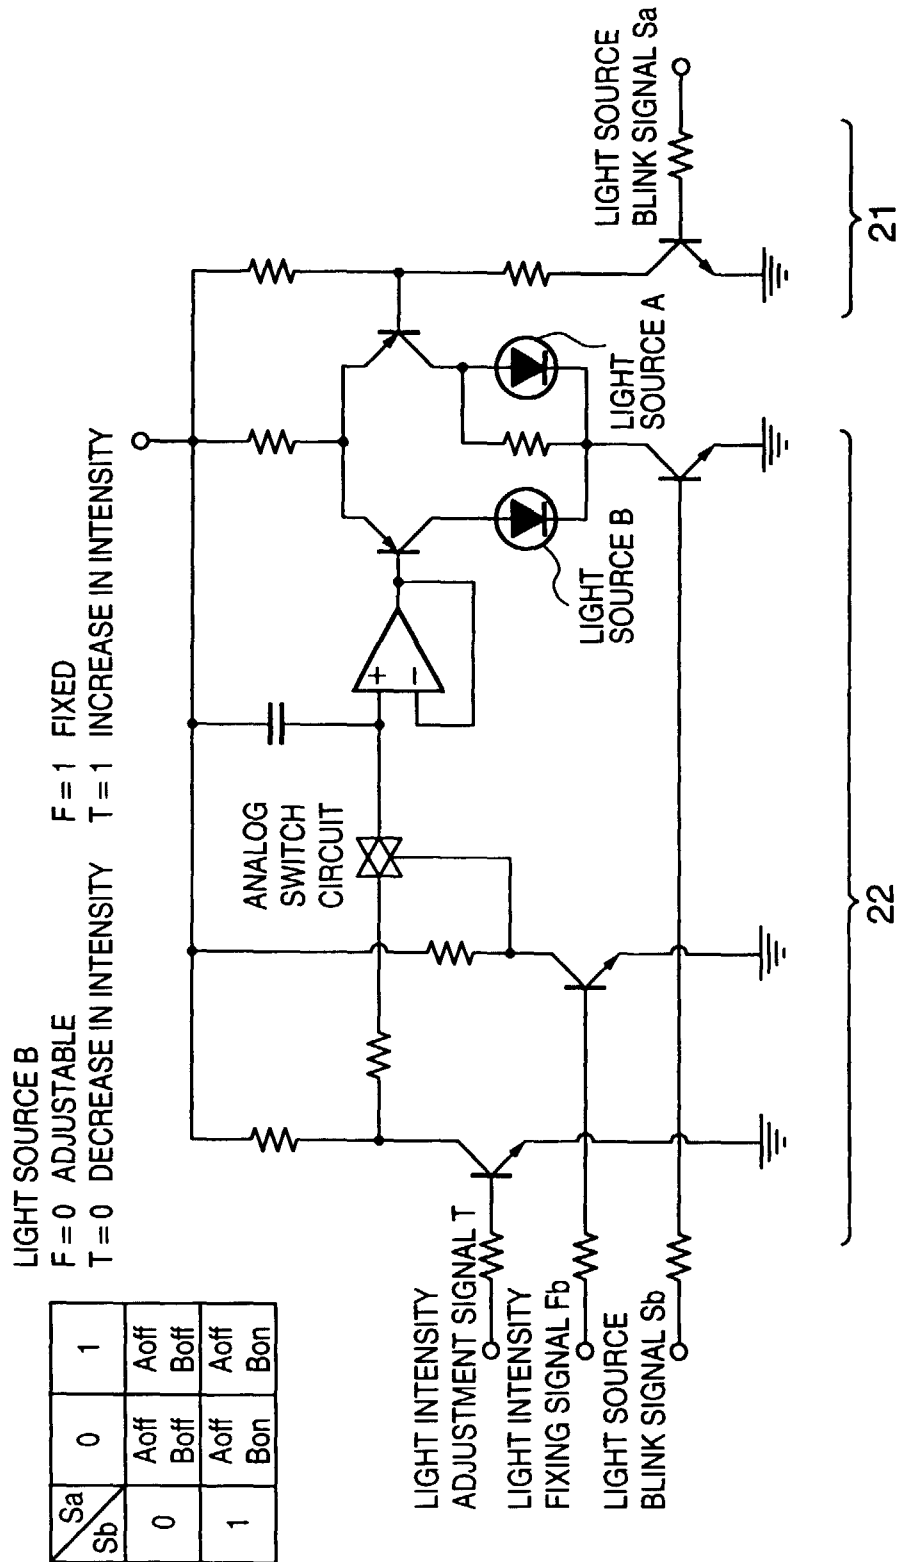 LIGHT SOURCE B
F=0 ADJUSTABLE F=1 FIXED
T=0 DECREASE IN INTENSITY T=1 INCREASE IN INTENSITY
Sa 0 1
Sb
0 Aoff Aoff
Boff Boff
1 Aoff Aoff
Bon Bon
ANALOG
SWITCH
CIRCUIT
+
−
LIGHT
SOURCE B
LIGHT
SOURCE A
LIGHT SOURCE
BLINK SIGNAL Sa
LIGHT INTENSITY
ADJUSTMENT SIGNAL T
LIGHT INTENSITY
FIXING SIGNAL Fb
LIGHT SOURCE
BLINK SIGNAL Sb
22
21